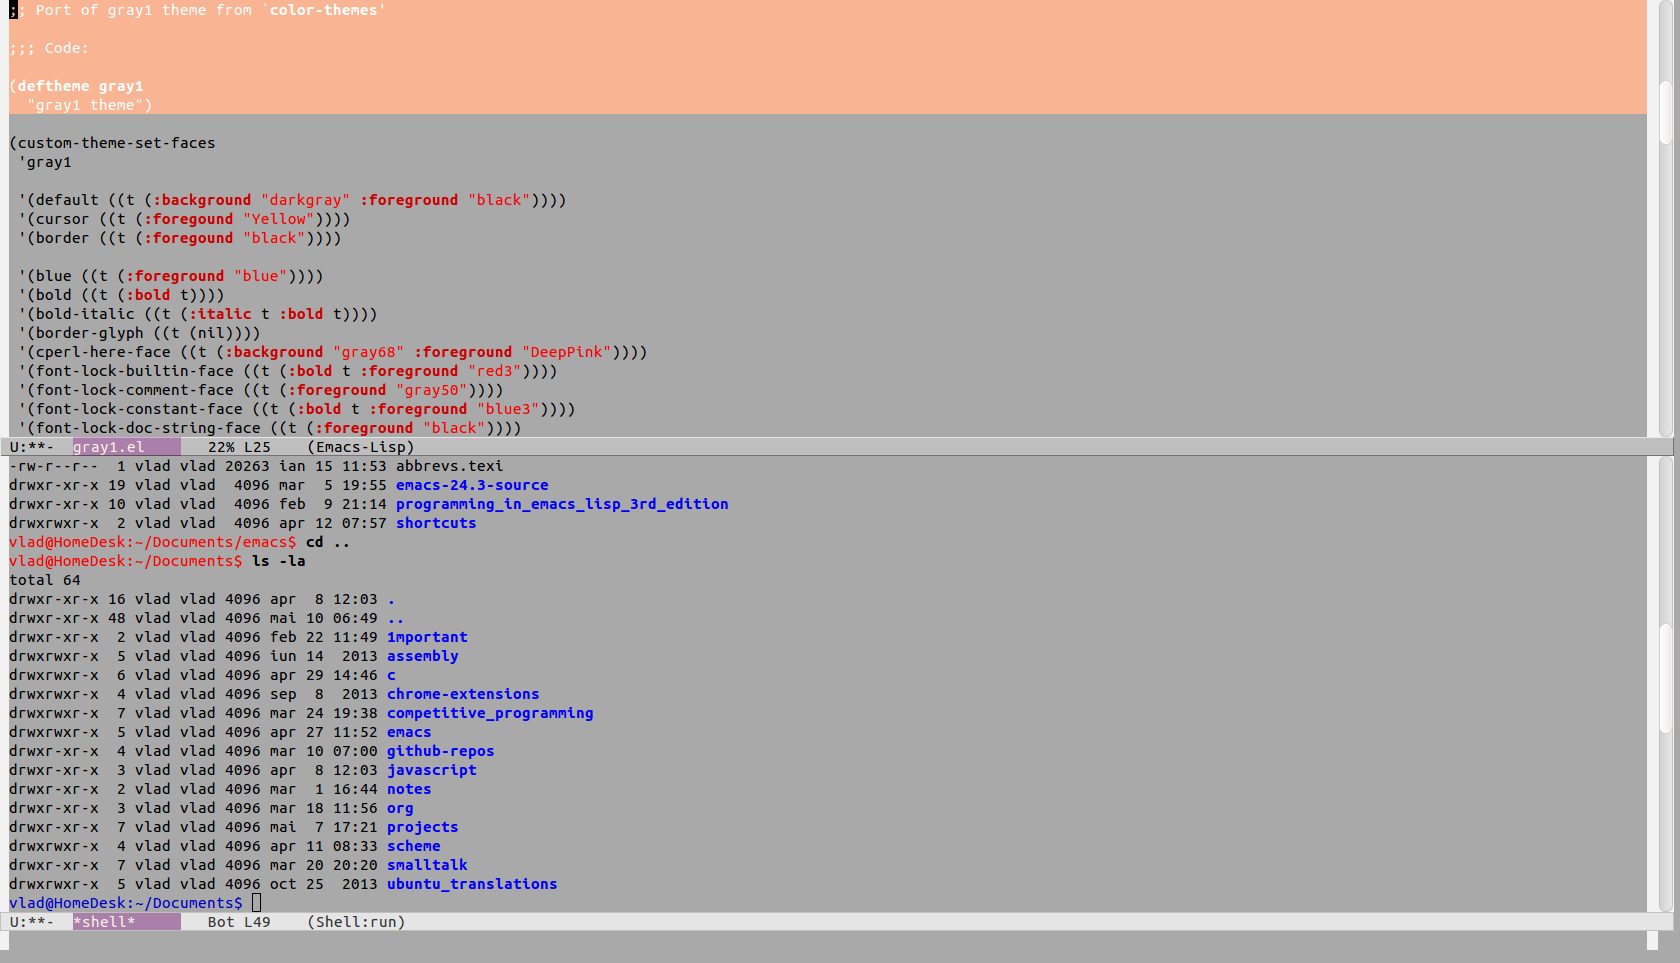 ;; Port of gray1 theme from `color-themes'
;;; Code:
(deftheme gray1
  "gray1 theme")
(custom-theme-set-faces
 'gray1
 '(default ((t (:background "darkgray" :foreground "black"))))
 '(cursor ((t (:foregound "Yellow"))))
 '(border ((t (:foregound "black"))))
 '(blue ((t (:foreground "blue"))))
 '(bold ((t (:bold t))))
 '(bold-italic ((t (:italic t :bold t))))
 '(border-glyph ((t (nil))))
 '(cperl-here-face ((t (:background "gray68" :foreground "DeepPink"))))
 '(font-lock-builtin-face ((t (:bold t :foreground "red3"))))
 '(font-lock-comment-face ((t (:foreground "gray50"))))
 '(font-lock-constant-face ((t (:bold t :foreground "blue3"))))
 '(font-lock-doc-string-face ((t (:foreground "black"))))
U:**-  gray1.el       22% L25    (Emacs-Lisp)
-rw-r--r--  1 vlad vlad 20263 ian 15 11:53 abbrevs.texi
drwxr-xr-x 19 vlad vlad  4096 mar  5 19:55 emacs-24.3-source
drwxr-xr-x 10 vlad vlad  4096 feb  9 21:14 programming_in_emacs_lisp_3rd_edition
drwxrwxr-x  2 vlad vlad  4096 apr 12 07:57 shortcuts
vlad@HomeDesk:~/Documents/emacs$ cd ..
vlad@HomeDesk:~/Documents$ ls -la
total 64
drwxr-xr-x 16 vlad vlad 4096 apr  8 12:03 .
drwxr-xr-x 48 vlad vlad 4096 mai 10 06:49 ..
drwxr-xr-x  2 vlad vlad 4096 feb 22 11:49 1mportant
drwxrwxr-x  5 vlad vlad 4096 iun 14  2013 assembly
drwxrwxr-x  6 vlad vlad 4096 apr 29 14:46 c
drwxrwxr-x  4 vlad vlad 4096 sep  8  2013 chrome-extensions
drwxrwxr-x  7 vlad vlad 4096 mar 24 19:38 competitive_programming
drwxrwxr-x  5 vlad vlad 4096 apr 27 11:52 emacs
drwxr-xr-x  4 vlad vlad 4096 mar 10 07:00 github-repos
drwxr-xr-x  3 vlad vlad 4096 apr  8 12:03 javascript
drwxr-xr-x  2 vlad vlad 4096 mar  1 16:44 notes
drwxr-xr-x  3 vlad vlad 4096 mar 18 11:56 org
drwxr-xr-x  7 vlad vlad 4096 mai  7 17:21 projects
drwxrwxr-x  4 vlad vlad 4096 apr 11 08:33 scheme
drwxr-xr-x  7 vlad vlad 4096 mar 20 20:20 smalltalk
drwxrwxr-x  5 vlad vlad 4096 oct 25  2013 ubuntu_translations
vlad@HomeDesk:~/Documents$
U:**-  *shell*        Bot L49    (Shell:run)